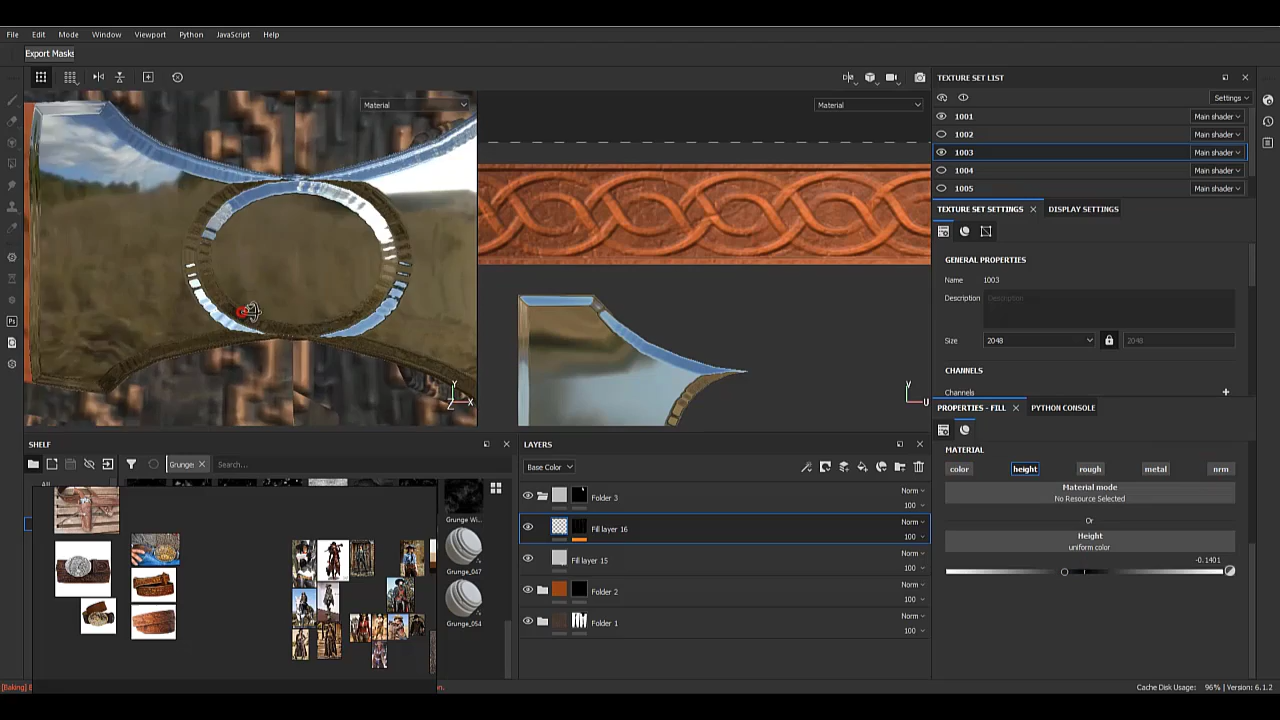 File Edit Mode Window Viewport Python JavaScript Help
Export Masks
Material
Material
TEXTURE SET LIST
Settings
1001 Main shader
1002 Main shader
1003 Main shader
1004 Main shader
1005 Main shader
TEXTURE SET SETTINGS DISPLAY SETTINGS
GENERAL PROPERTIES
Name 1003
Description Description
Size 2048 2048
CHANNELS
Channels
PROPERTIES - FILL PYTHON CONSOLE
MATERIAL
color height rough metal nrm
Material mode
No Resource Selected
Or
Height
uniform color
-0.1401
Y
X
Z
V
U
SHELF
Grunge Search...
All
Grunge Wi...
Grunge_047
Grunge_054
LAYERS
Base Color
Folder 3 Norm
100
Fill layer 16 Norm
100
Fill layer 15 Norm
100
Folder 2 Norm
100
Folder 1 Norm
100
[Baking]
Cache Disk Usage: 96% | Version: 6.1.2